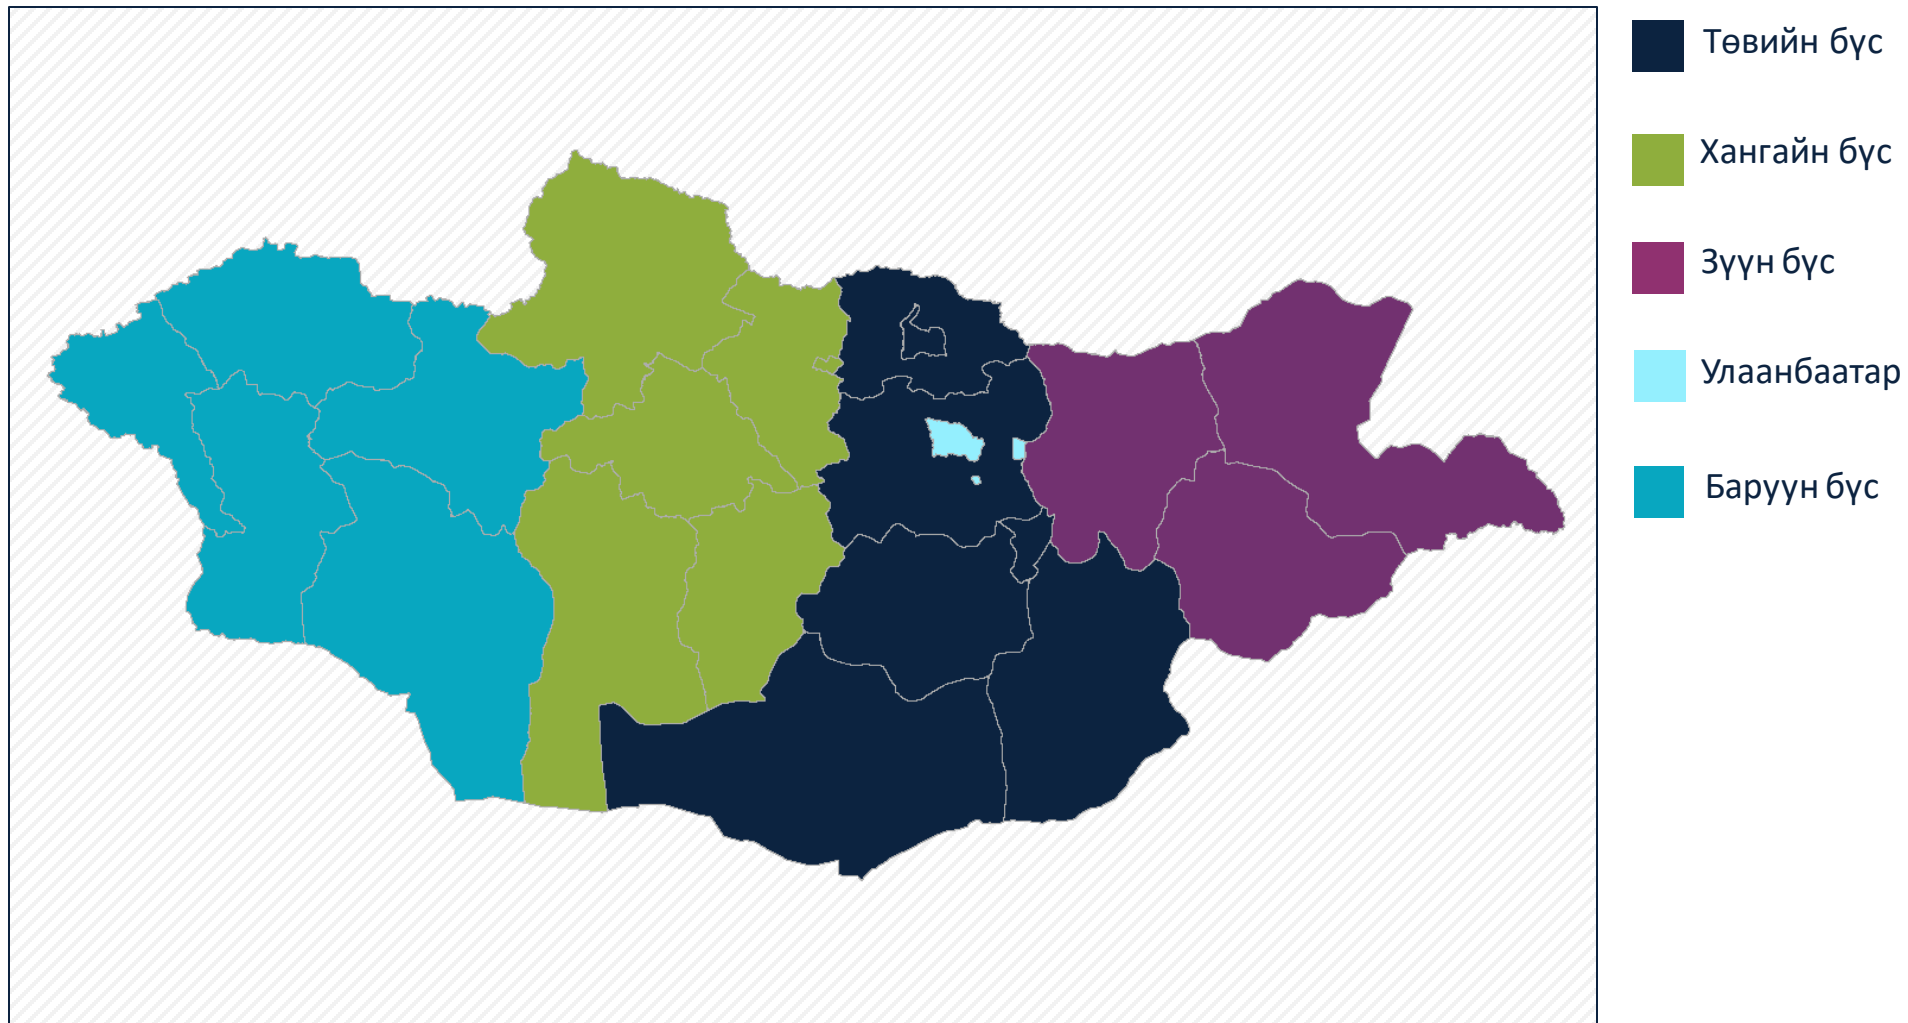 Төвийн бүс
Хангайн бүс
Зүүн бүс
Улаанбаатар
Баруун бүс